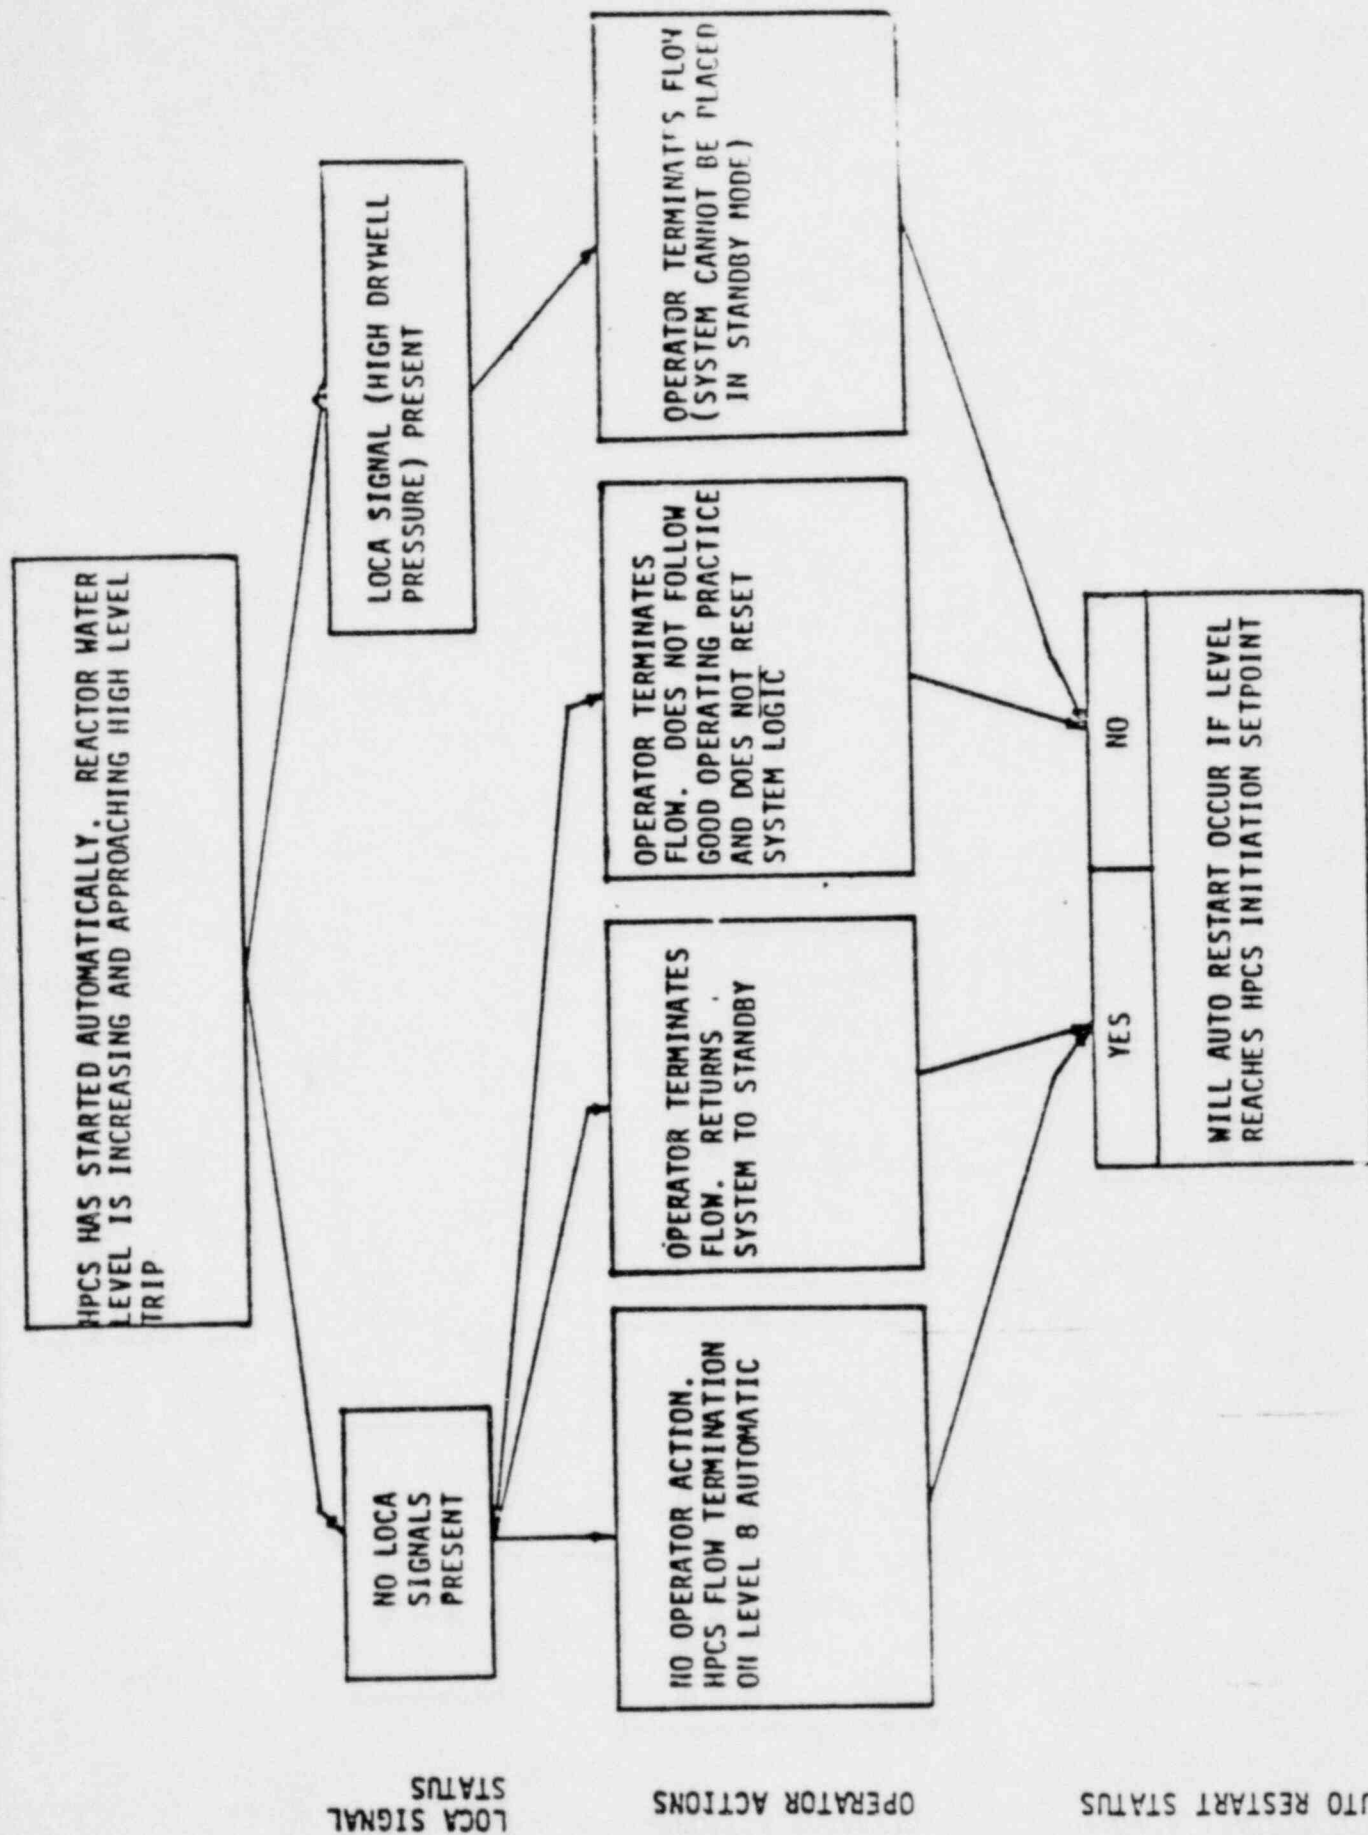 HPCS HAS STARTED AUTOMATICALLY. REACTOR WATER
LEVEL IS INCREASING AND APPROACHING HIGH LEVEL
TRIP
LOCA SIGNAL
STATUS
NO LOCA
SIGNALS
PRESENT
LOCA SIGNAL (HIGH DRYWELL
PRESSURE) PRESENT
OPERATOR ACTIONS
NO OPERATOR ACTION.
HPCS FLOW TERMINATION
ON LEVEL 8 AUTOMATIC
OPERATOR TERMINATES
FLOW. RETURNS
SYSTEM TO STANDBY
OPERATOR TERMINATES
FLOW. DOES NOT FOLLOW
GOOD OPERATING PRACTICE
AND DOES NOT RESET
SYSTEM LOGIC
OPERATOR TERMINAT'S FLOW
(SYSTEM CANNOT BE PLACED
IN STANDBY MODE)
UTO RESTART STATUS
YES
NO
WILL AUTO RESTART OCCUR IF LEVEL
REACHES HPCS INITIATION SETPOINT